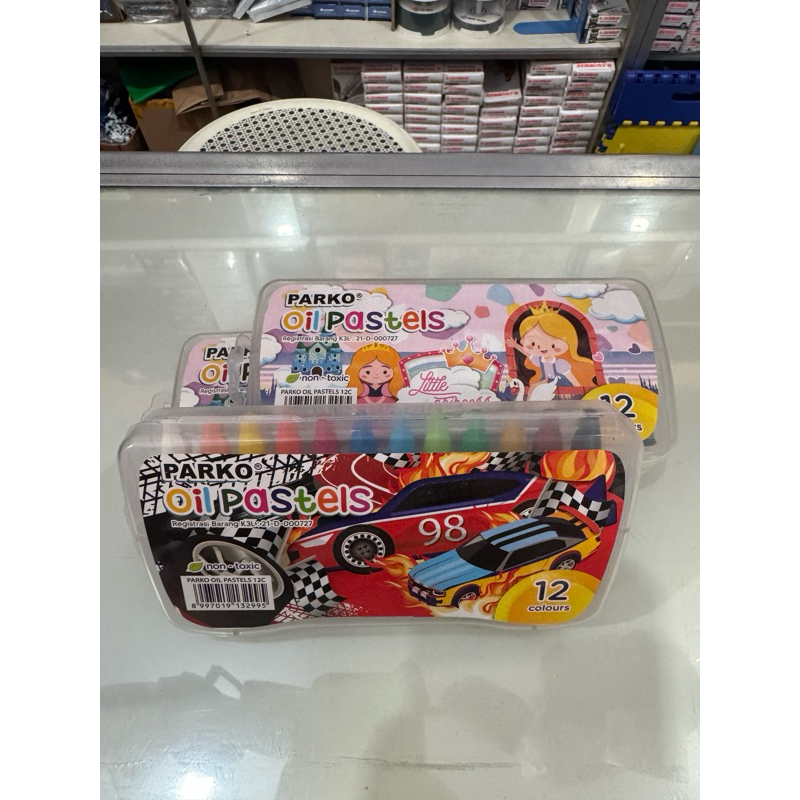 PARKO®
Oil Pastels
Registrasi Barang K3L : 21-D-000727
non - toxic
PARKO OIL PASTELS 12C
Little
12
PARKO®
Oil Pastels
Registrasi Barang K3L : 21-D-000727
98
non - toxic
PARKO OIL PASTELS 12C
8 997019 132995
12
colours